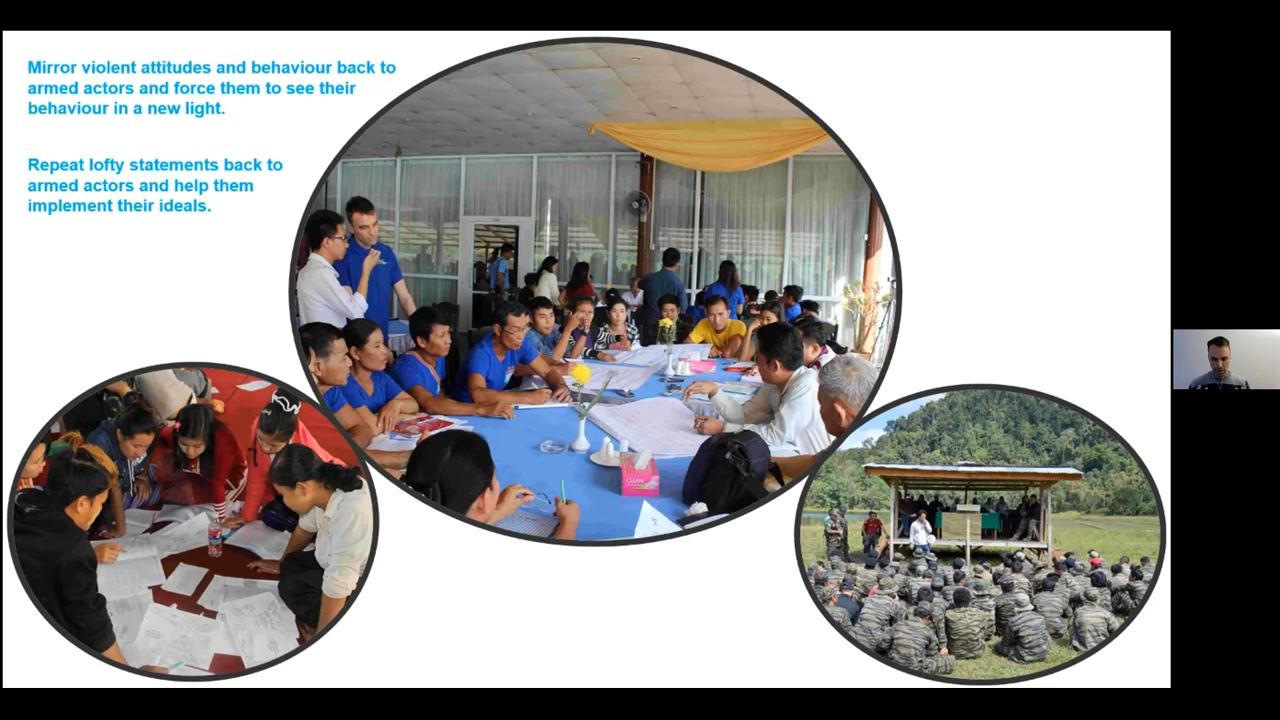 Mirror violent attitudes and behaviour back to
armed actors and force them to see their
behaviour in a new light.
Repeat lofty statements back to
armed actors and help them
implement their ideals.
CLEAN